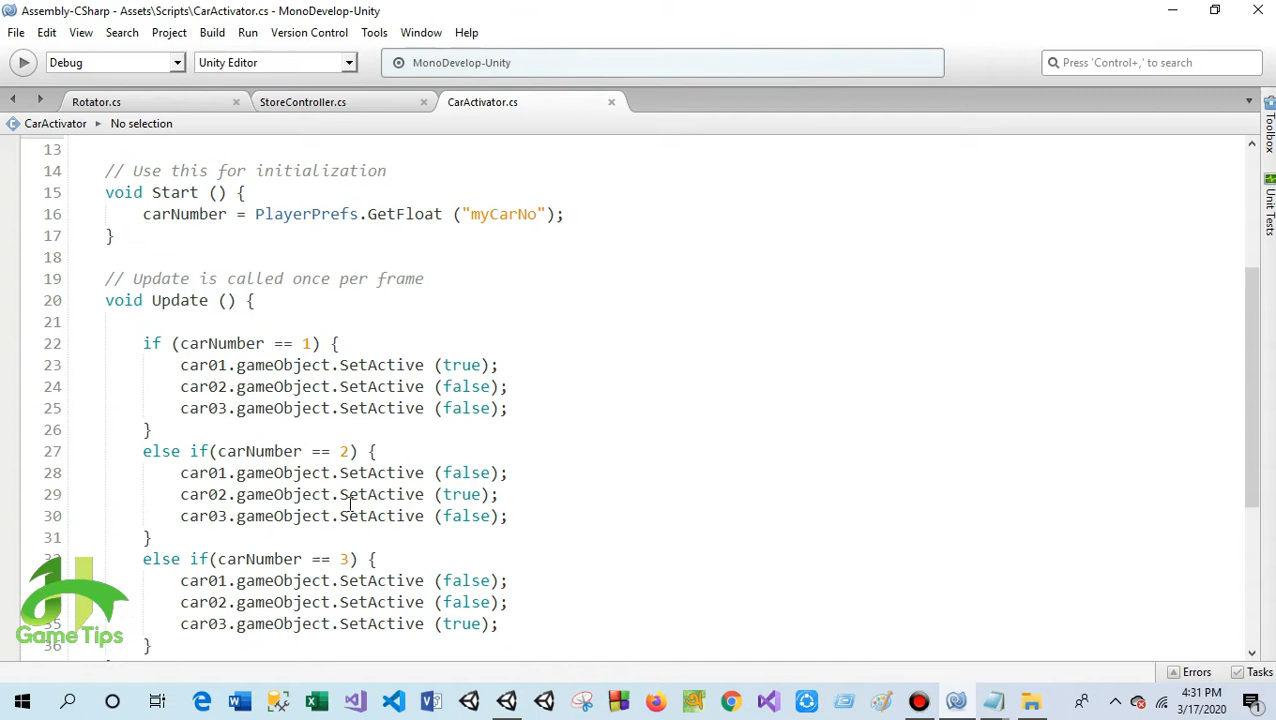 Assembly-CSharp - Assets\Scripts\CarActivator.cs - MonoDevelop-Unity
File Edit View Search Project Build Run Version Control Tools Window Help
Debug Unity Editor MonoDevelop-Unity Press 'Control+,' to search
Rotator.cs StoreController.cs CarActivator.cs
CarActivator No selection
Toolbox
Unit Tests
13
14 // Use this for initialization
15 void Start () {
16 carNumber = PlayerPrefs.GetFloat ("myCarNo");
17 }
18
19 // Update is called once per frame
20 void Update () {
21
22 if (carNumber == 1) {
23 car01.gameObject.SetActive (true);
24 car02.gameObject.SetActive (false);
25 car03.gameObject.SetActive (false);
26 }
27 else if(carNumber == 2) {
28 car01.gameObject.SetActive (false);
29 car02.gameObject.SetActive (true);
30 car03.gameObject.SetActive (false);
31 }
else if(carNumber == 3) {
car01.gameObject.SetActive (false);
car02.gameObject.SetActive (false);
car03.gameObject.SetActive (true);
36 }
GameTips
Errors Tasks
4:31 PM
3/17/2020